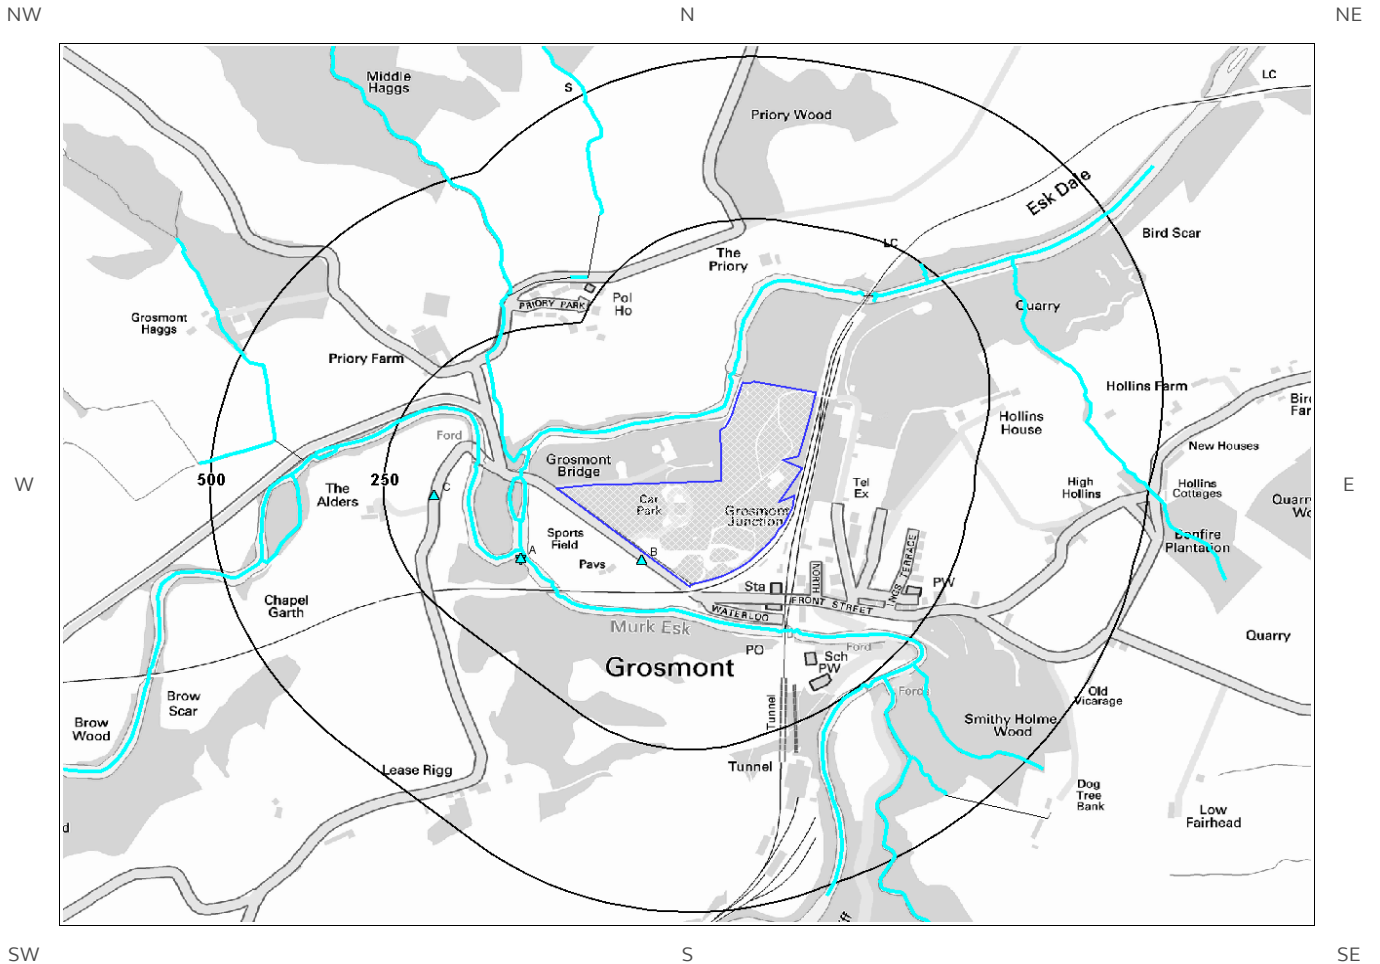 NW
N
NE
Middle
Haggs
S
LC
Priory Wood
Esk Dale
Bird Scar
LC
The
Priory
Pol
Ho
PRIORY PARK
Quarry
Grosmont
Haggs
Priory Farm
Hollins Farm
Hollins
House
Ford
New Houses
Grosmont
Bridge
W
500
250
C
The
Alders
Car
Park
Grosmont
Junction
Tel
Ex
High
Hollins
Hollins
Cottages
E
Sports
Field
Pavs
A
B
Bonfire
Plantation
Chapel
Garth
Sta
NORTH
FRONT STREET
TERRACE
PW
WATERLOO
Murk Esk
PO
Ford
Quarry
Grosmont
Sch
PW
Ford
Old
Vicarage
Brow
Scar
Brow
Wood
Tunnel
Smithy Holme
Wood
Lease Rigg
Tunnel
Dog
Tree
Bank
Low
Fairhead
SW
S
SE